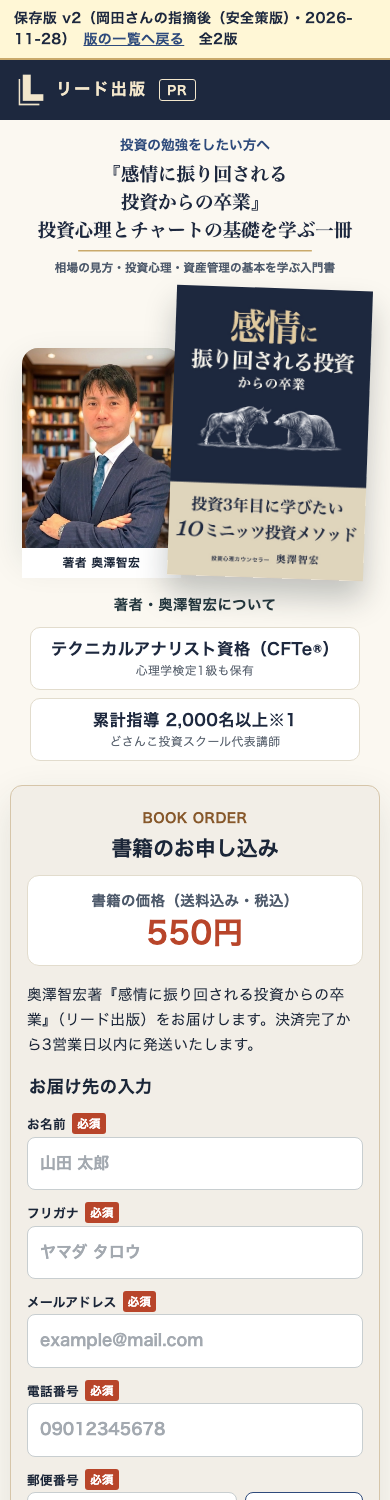 保存版 v2（岡田さんの指摘後（安全策版）・2026-
11-28） 版の一覧へ戻る 全2版
リード出版 PR
投資の勉強をしたい方へ
『感情に振り回される
投資からの卒業』
投資心理とチャートの基礎を学ぶ一冊
相場の見方・投資心理・資産管理の基本を学ぶ入門書
感情に
振り回される投資
からの卒業
投資3年目に学びたい
10ミニッツ投資メソッド
投資心理カウンセラー 奥澤智宏
著者 奥澤智宏
著者・奥澤智宏について
テクニカルアナリスト資格（CFTe®）
心理学検定1級も保有
累計指導 2,000名以上※1
どさんこ投資スクール代表講師
BOOK ORDER
書籍のお申し込み
書籍の価格（送料込み・税込）
550円
奥澤智宏著『感情に振り回される投資からの卒
業』（リード出版）をお届けします。決済完了か
ら3営業日以内に発送いたします。
お届け先の入力
お名前 必須
山田 太郎
フリガナ 必須
ヤマダ タロウ
メールアドレス 必須
example@mail.com
電話番号 必須
09012345678
郵便番号 必須